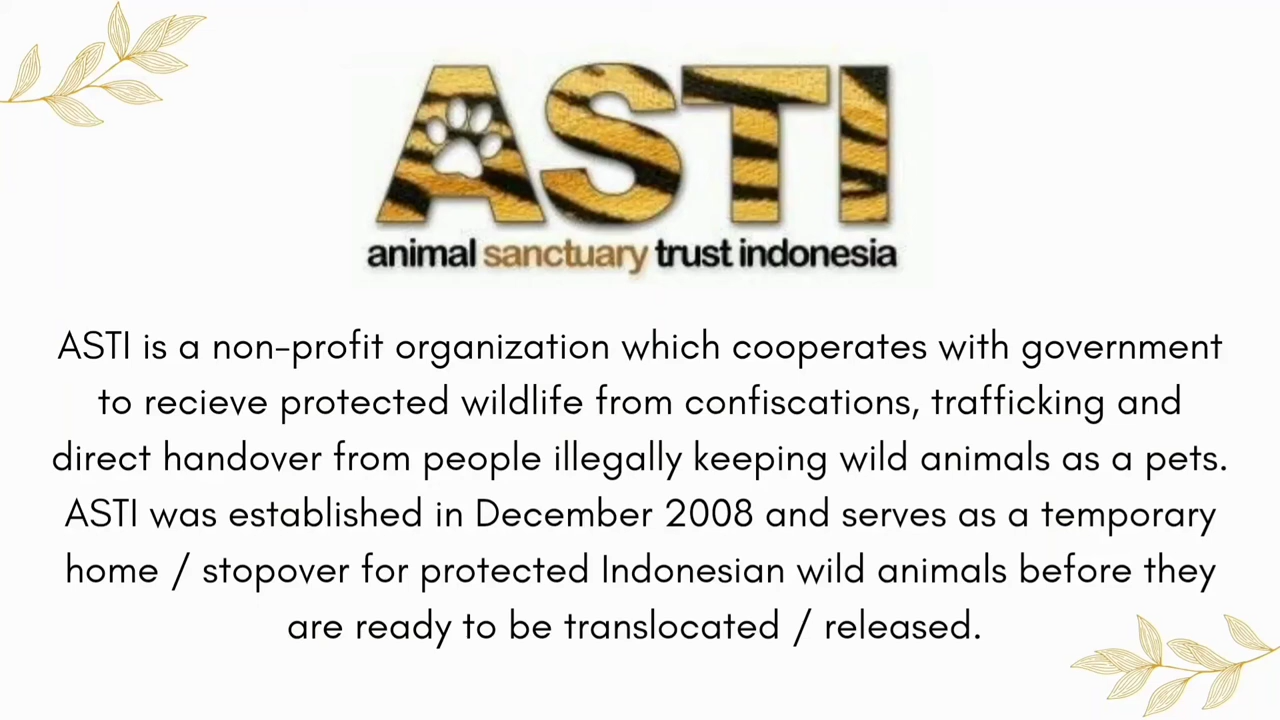 ASTI
animal sanctuary trust indonesia
ASTI is a non-profit organization which cooperates with government
to recieve protected wildlife from confiscations, trafficking and
direct handover from people illegally keeping wild animals as a pets.
ASTI was established in December 2008 and serves as a temporary
home / stopover for protected Indonesian wild animals before they
are ready to be translocated / released.